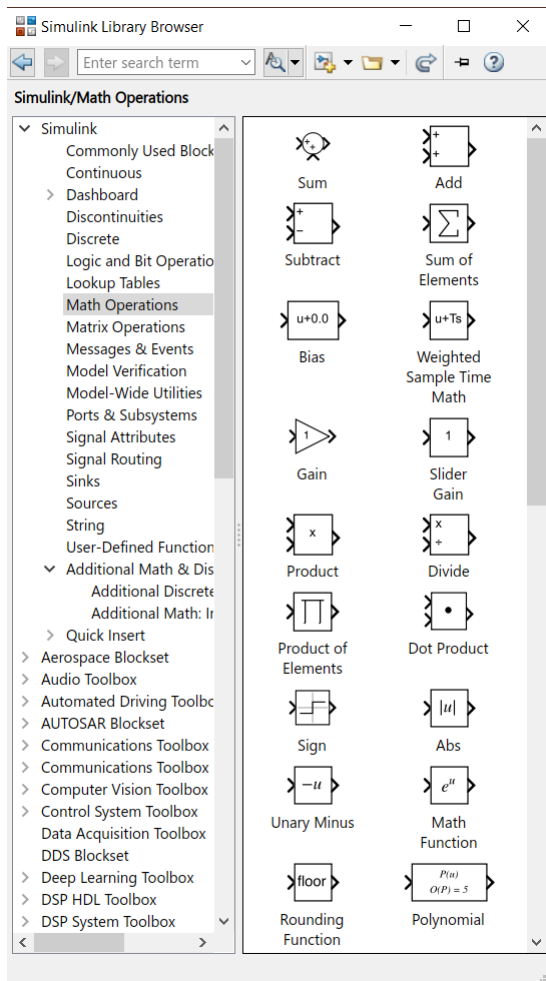 Simulink Library Browser
Enter search term
Simulink/Math Operations
Simulink
Commonly Used Block
Continuous
Dashboard
Discontinuities
Discrete
Logic and Bit Operatio
Lookup Tables
Math Operations
Matrix Operations
Messages & Events
Model Verification
Model-Wide Utilities
Ports & Subsystems
Signal Attributes
Signal Routing
Sinks
Sources
String
User-Defined Function
Additional Math & Dis
Additional Discrete
Additional Math: In
Quick Insert
Aerospace Blockset
Audio Toolbox
Automated Driving Toolbo
AUTOSAR Blockset
Communications Toolbox
Communications Toolbox
Computer Vision Toolbox
Control System Toolbox
Data Acquisition Toolbox
DDS Blockset
Deep Learning Toolbox
DSP HDL Toolbox
DSP System Toolbox
+ +
+ +
Sum Add
+ −
Subtract
Sum of
Elements
u+0.0 u+Ts
Bias
Weighted
Sample Time
Math
1 1
Gain
Slider
Gain
x
× ÷
Product Divide
Product of
Elements
Dot Product
|u|
Sign Abs
−u e^u
Unary Minus
Math
Function
floor
P(u)
O(P) = 5
Rounding
Function
Polynomial